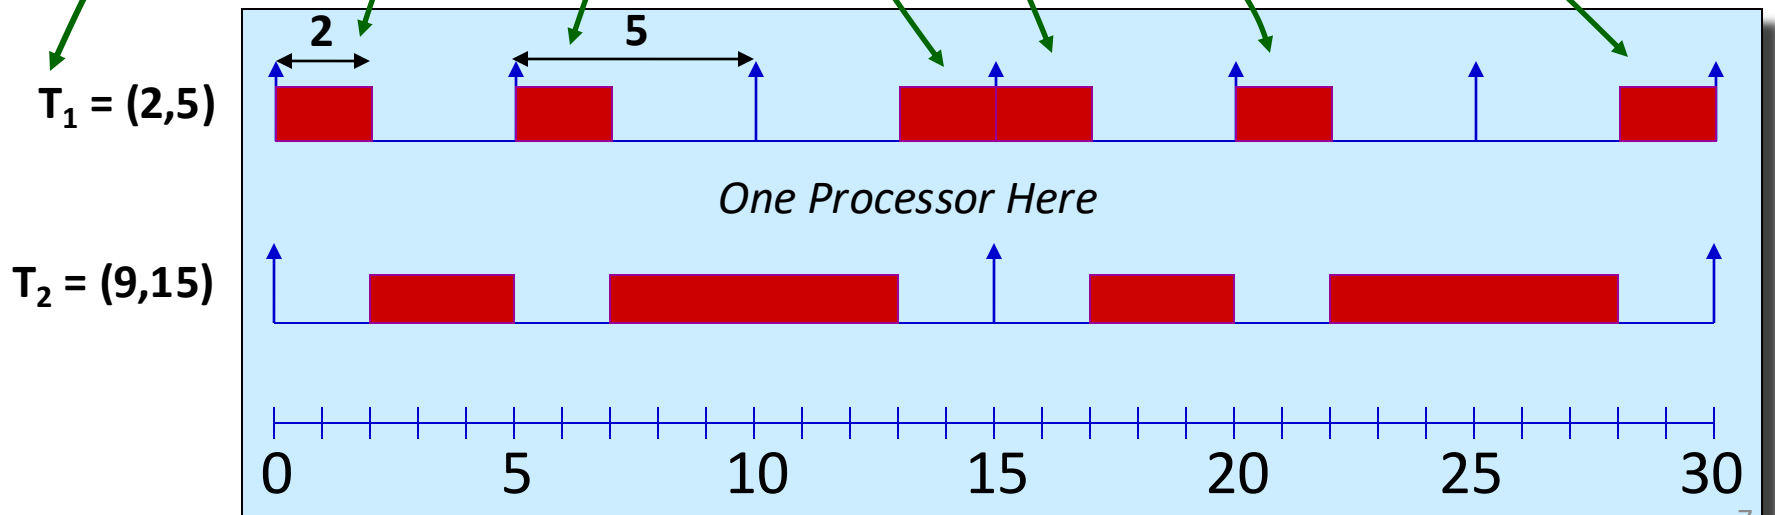 2 5
T₁ = (2,5)
One Processor Here
T₂ = (9,15)
0 5 10 15 20 25 30